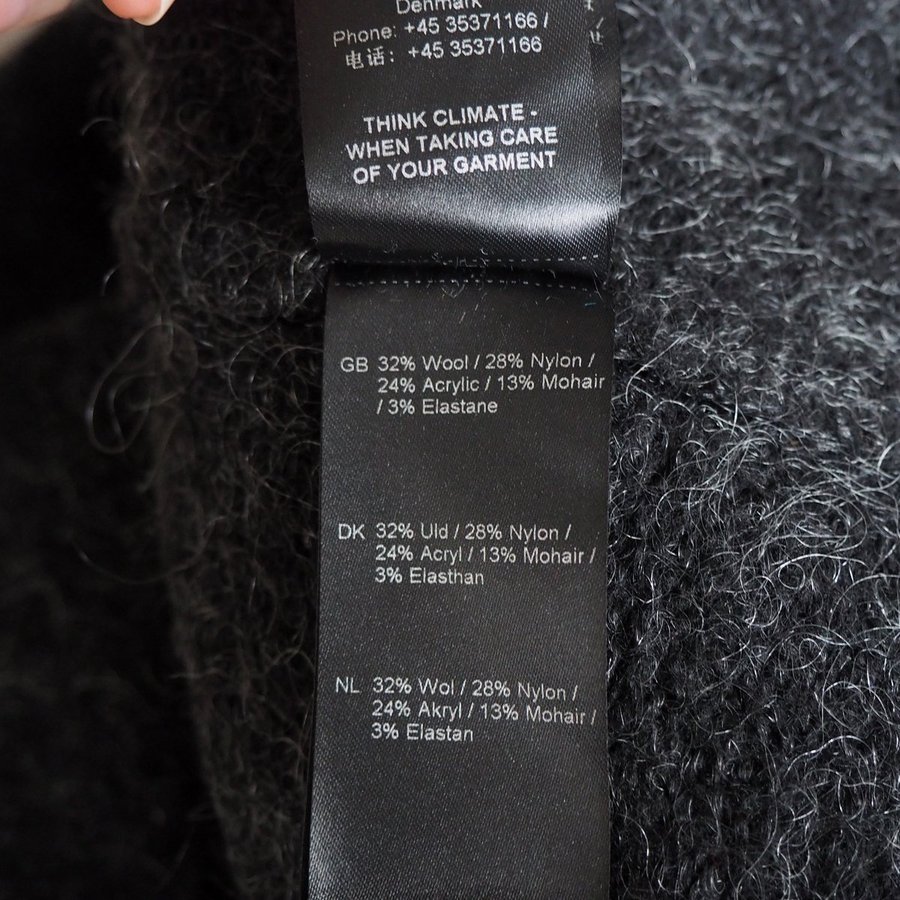 Denmark
Phone: +45 35371166 /
电话: +45 35371166
THINK CLIMATE -
WHEN TAKING CARE
OF YOUR GARMENT
GB 32% Wool / 28% Nylon /
24% Acrylic / 13% Mohair
/ 3% Elastane
DK 32% Uld / 28% Nylon /
24% Acryl / 13% Mohair /
3% Elasthan
NL 32% Wol / 28% Nylon /
24% Akryl / 13% Mohair /
3% Elastan